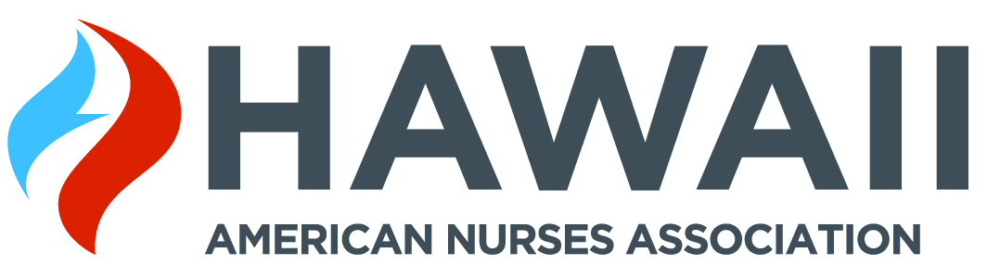 HAWAII
AMERICAN NURSES ASSOCIATION